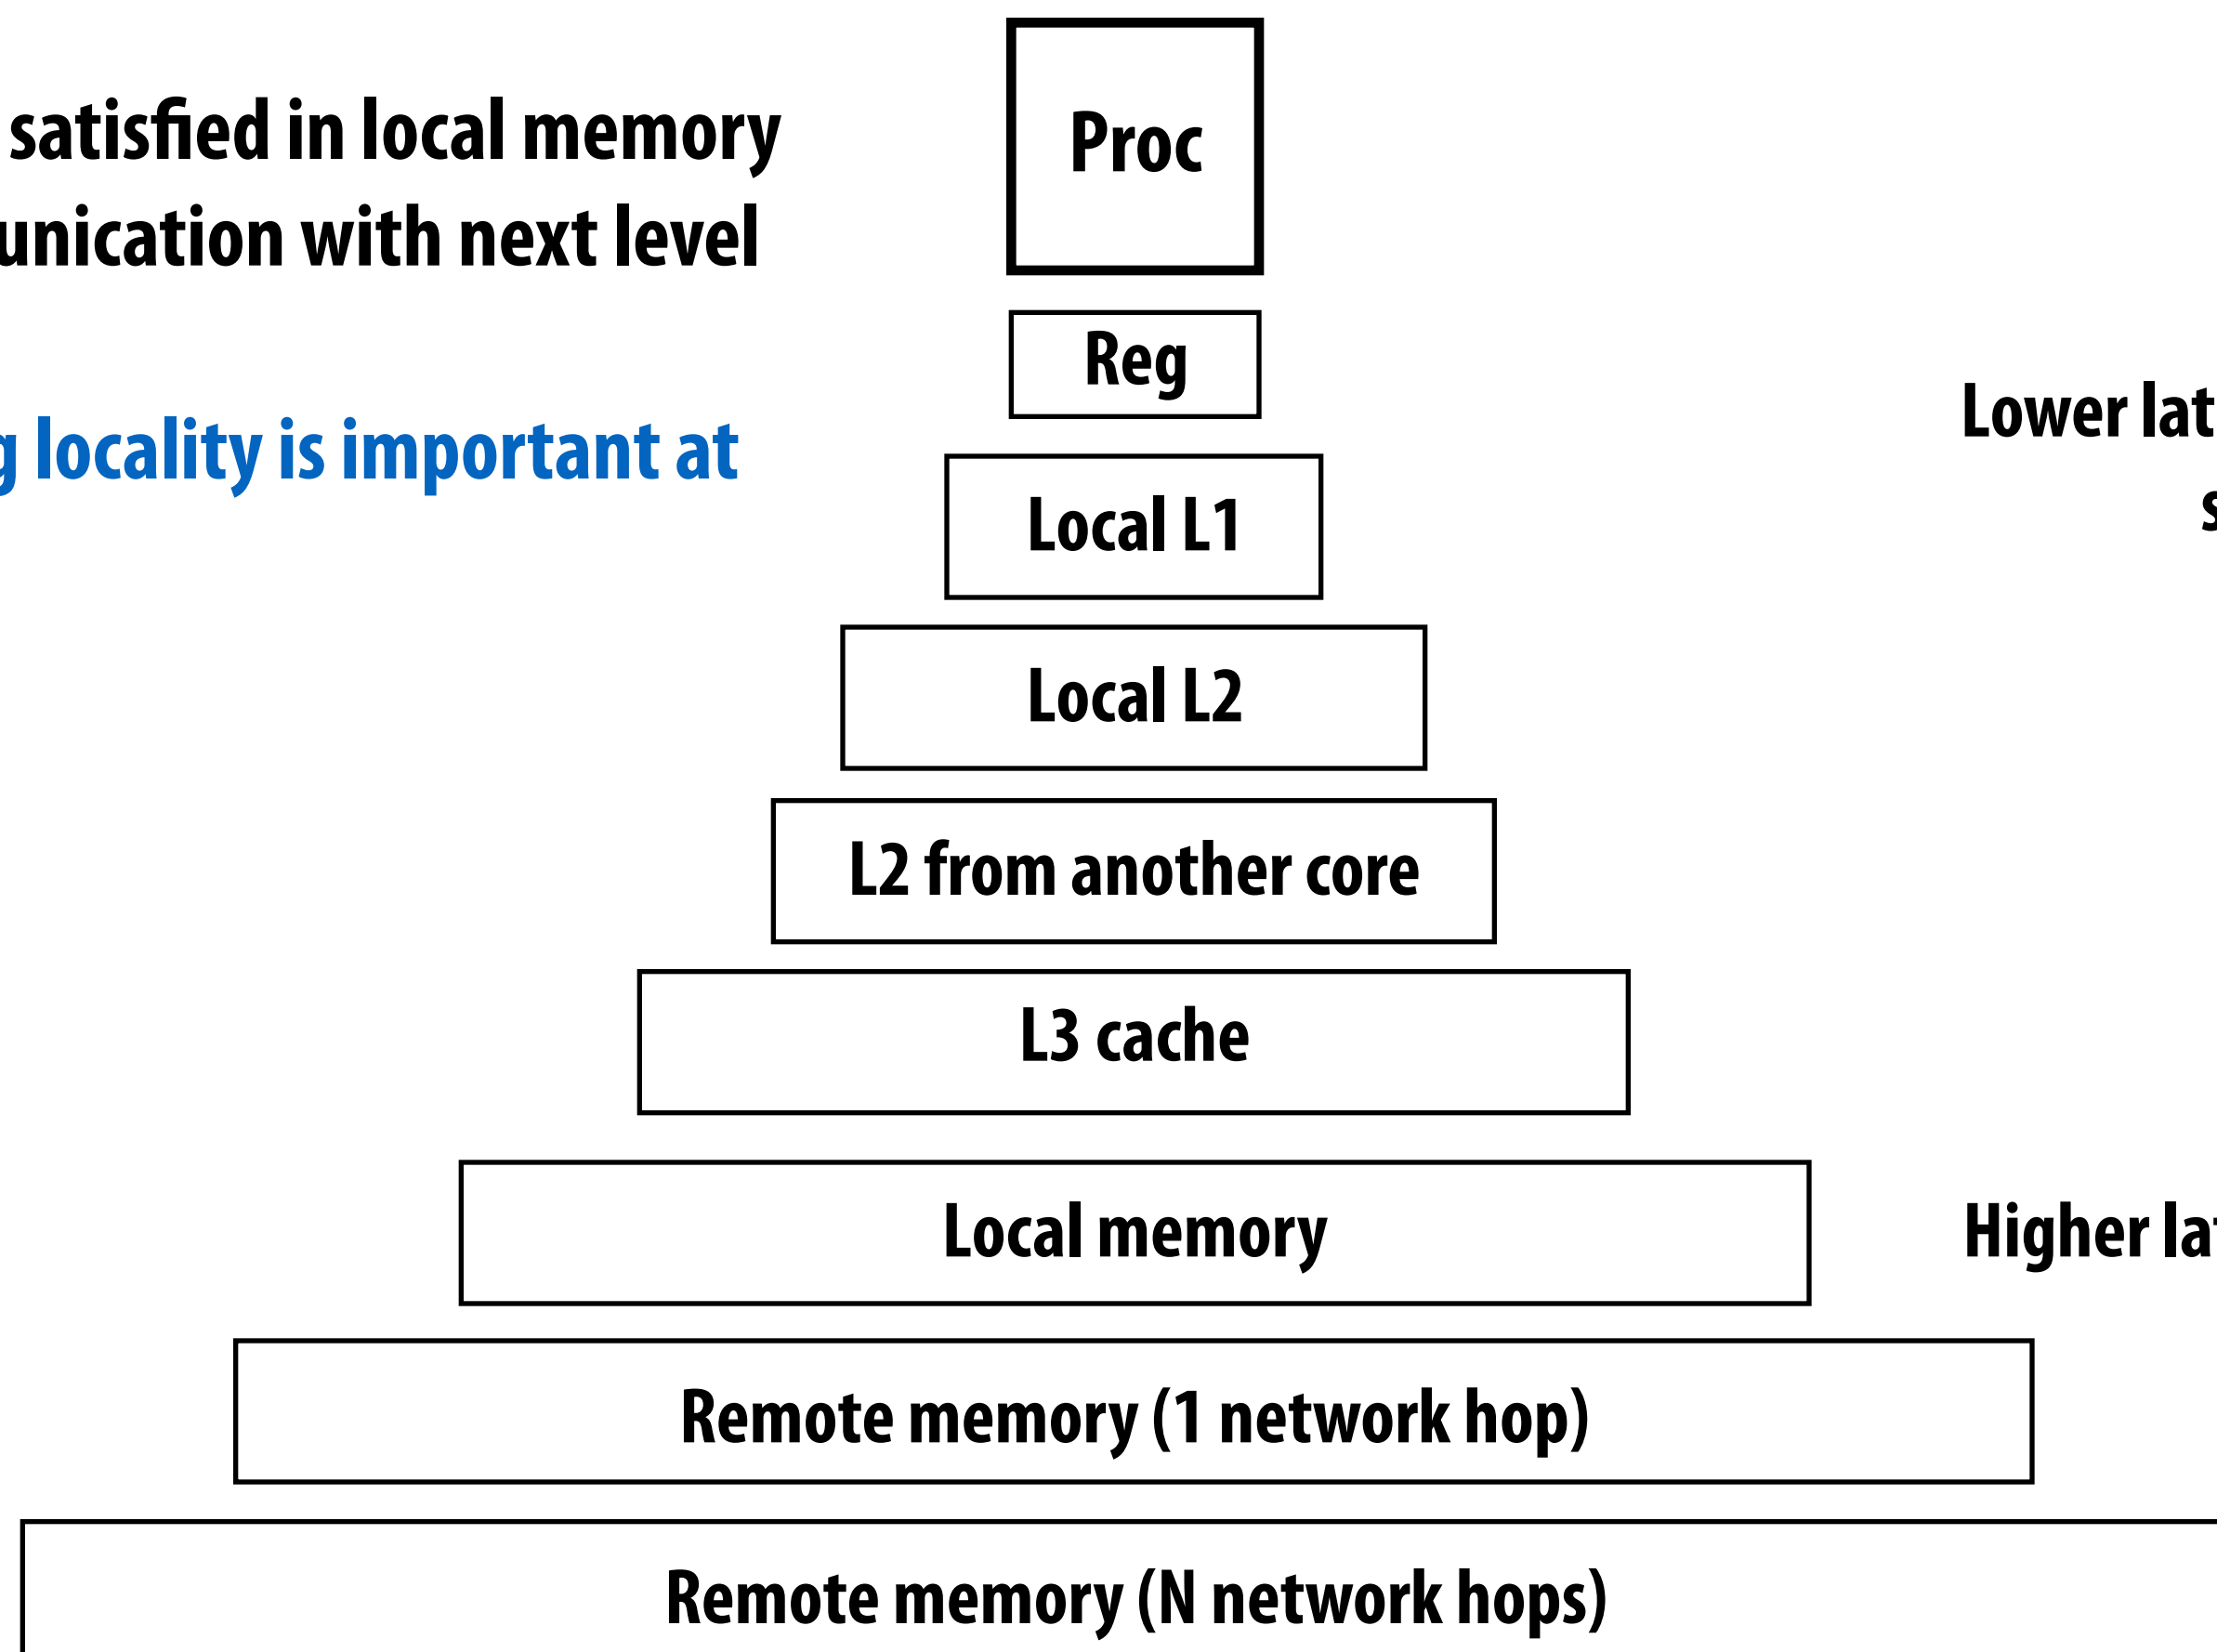 satisfied in local memory
unication with next level
g locality is important at
Proc
Reg
Lower lat
s
Local L1
Local L2
L2 from another core
L3 cache
Local memory
Higher lat
Remote memory (1 network hop)
Remote memory (N network hops)